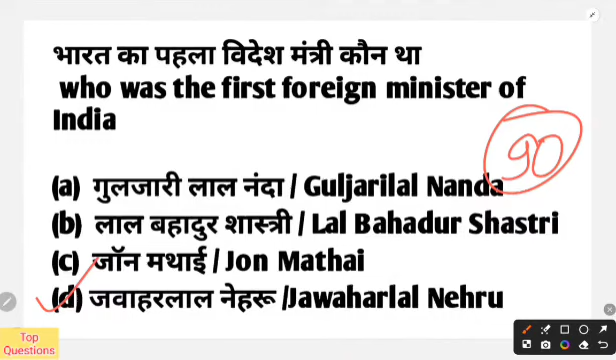 भारत का पहला विदेश मंत्री कौन था
who was the first foreign minister of
India
90
(a) गुलजारी लाल नंदा / Guljarilal Nanda
(b) लाल बहादुर शास्त्री / Lal Bahadur Shastri
(c) जॉन मथाई / Jon Mathai
(d) जवाहरलाल नेहरू /Jawaharlal Nehru
Top
Questions